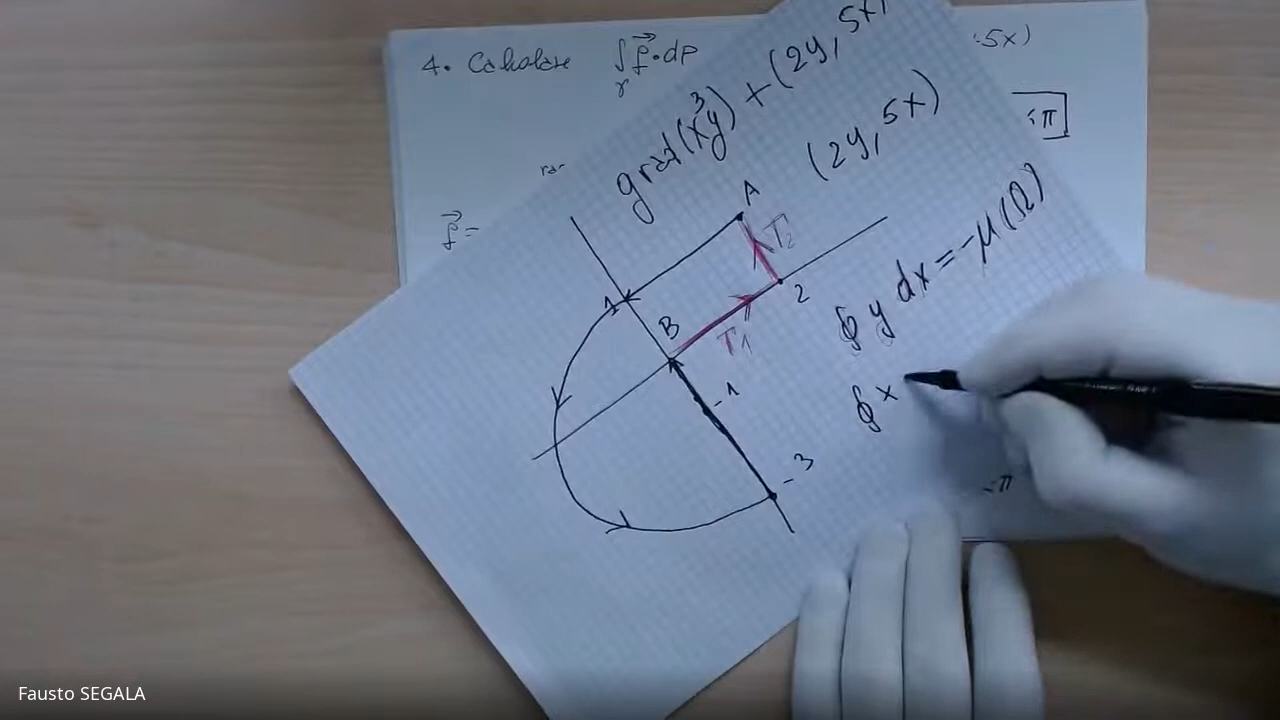 4. Calcolare ∫γ f⃗ · dP
5x)
; π
f⃗ =
grad(x³y) + (2y, 5x)
(2y, 5x)
A
T2
1
B
2
T1
∮ y dx = -μ(Ω)
-1
∮ x
-3
-π
Fausto SEGALA